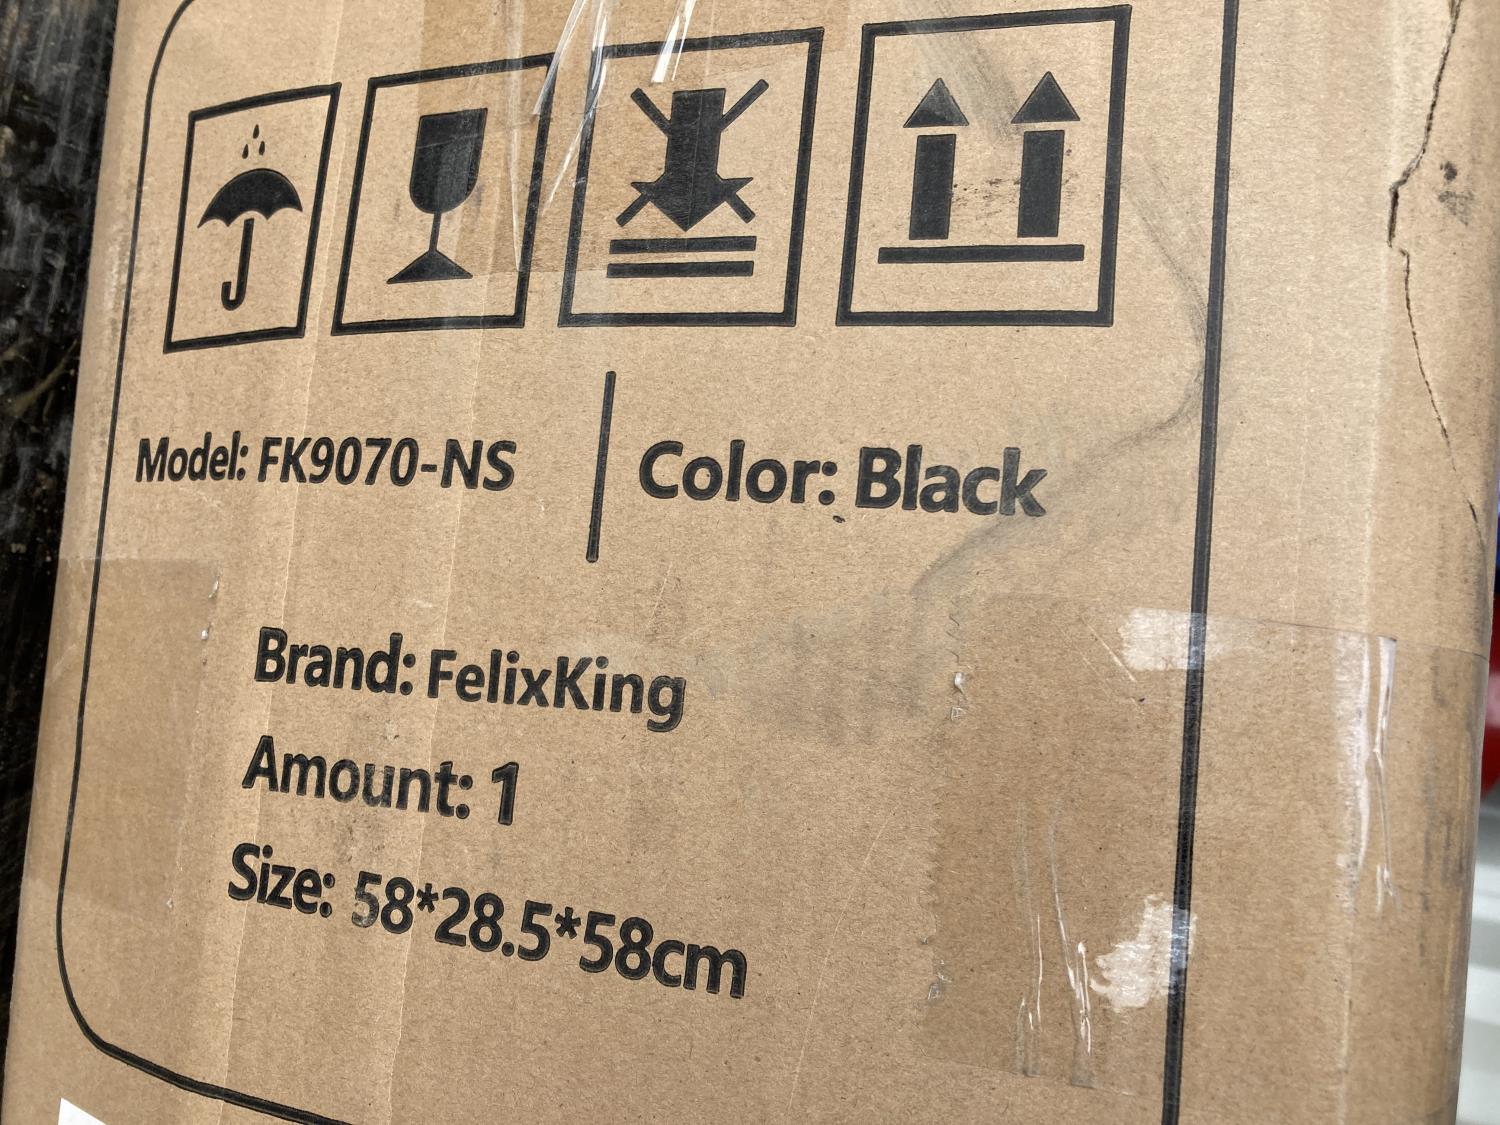 Model: FK9070-NS | Color: Black
Brand: FelixKing
Amount: 1
Size: 58*28.5*58cm